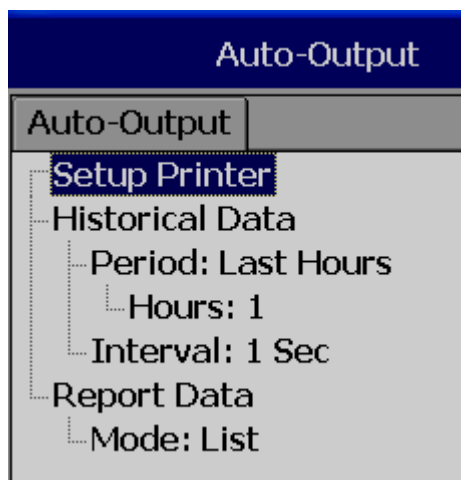 Auto-Output
Auto-Output
Setup Printer
Historical Data
Period: Last Hours
Hours: 1
Interval: 1 Sec
Report Data
Mode: List